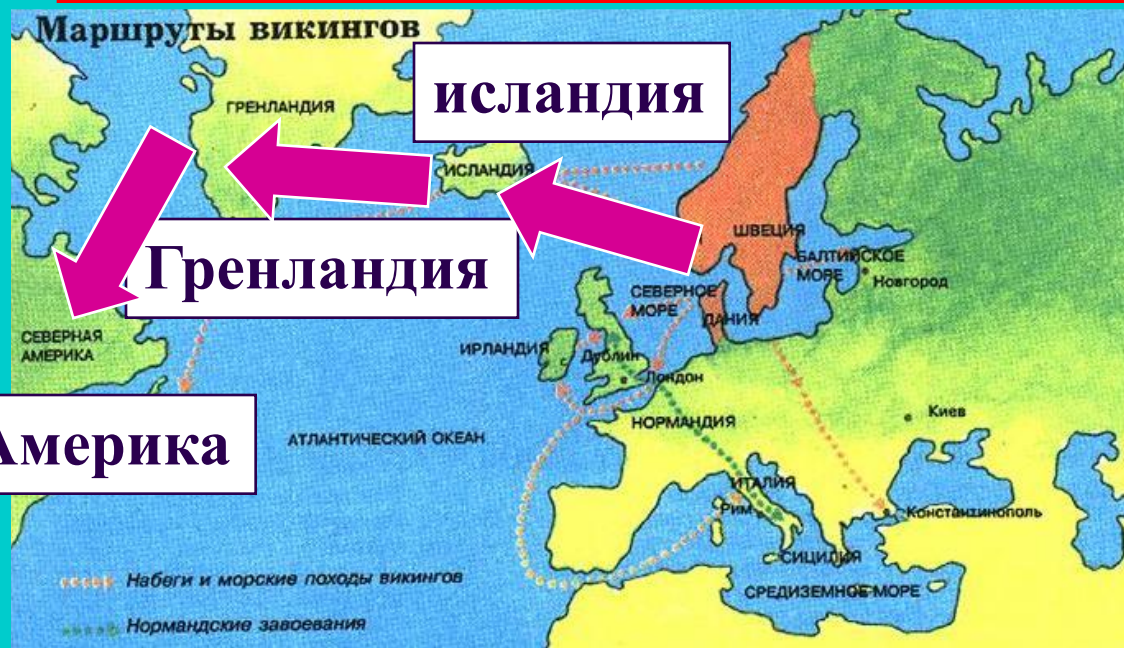 Маршруты викингов
исландия
ГРЕНЛАНДИЯ
ИСЛАНДИЯ
Гренландия
ШВЕЦИЯ
БАЛТИЙСКОЕ
МОРЕ
Новгород
СЕВЕРНОЕ
МОРЕ
ДАНИЯ
СЕВЕРНАЯ
АМЕРИКА
ИРЛАНДИЯ
Дублин
Лондон
Америка
АТЛАНТИЧЕСКИЙ ОКЕАН
НОРМАНДИЯ
Киев
ИТАЛИЯ
Рим
Константинополь
СИЦИЛИЯ
СРЕДИЗЕМНОЕ МОРЕ
Набеги и морские походы викингов
Нормандские завоевания